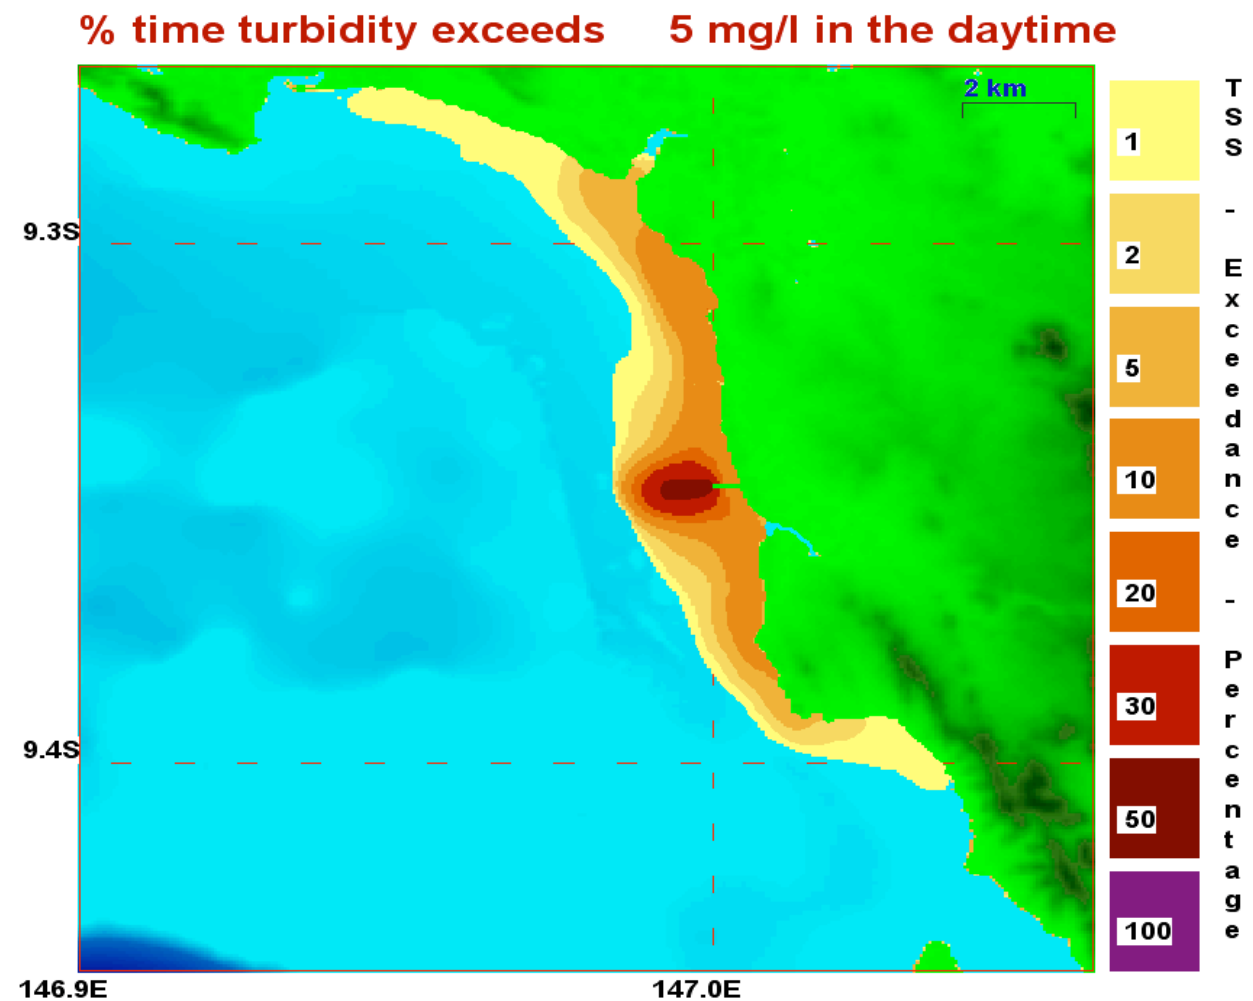 % time turbidity exceeds 5 mg/l in the daytime
2 km
9.3S
9.4S
146.9E
147.0E
1
2
5
10
20
30
50
100
TSS - Exceedance - Percentage